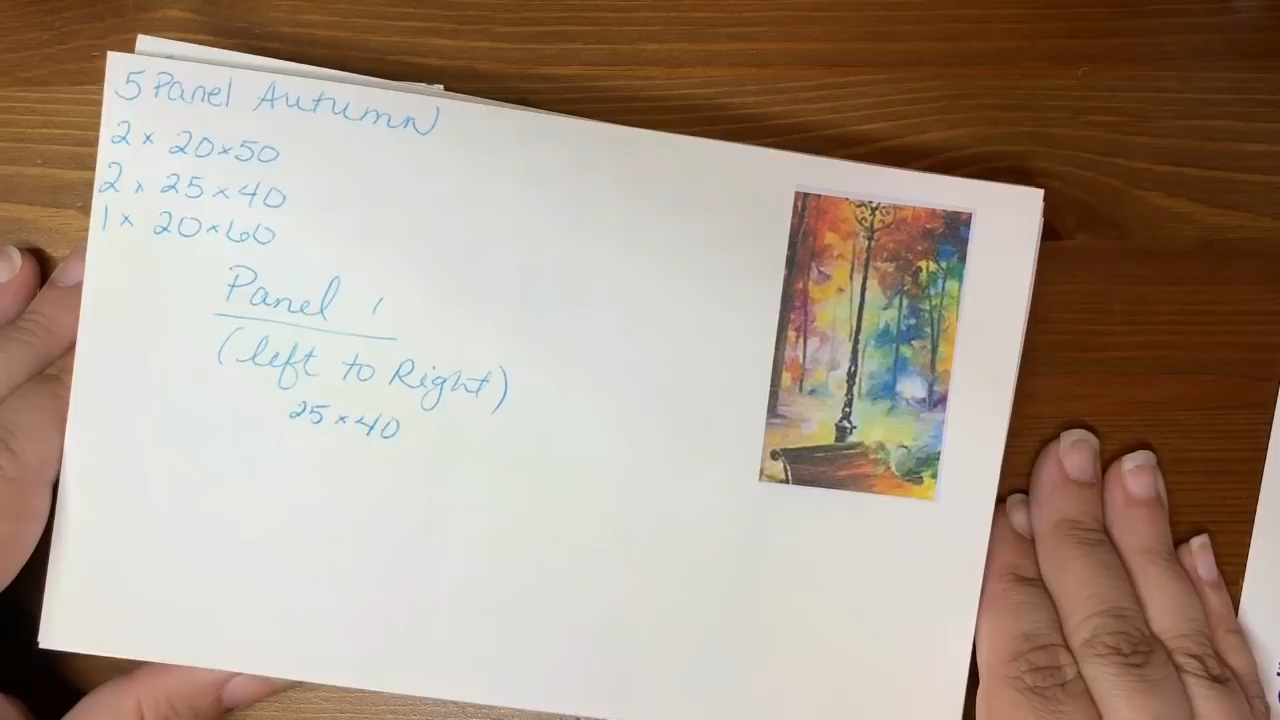 5 Panel Autumn
2 x 20x50
2 x 25x40
1 x 20x60
Panel 1
(left to Right)
25x40